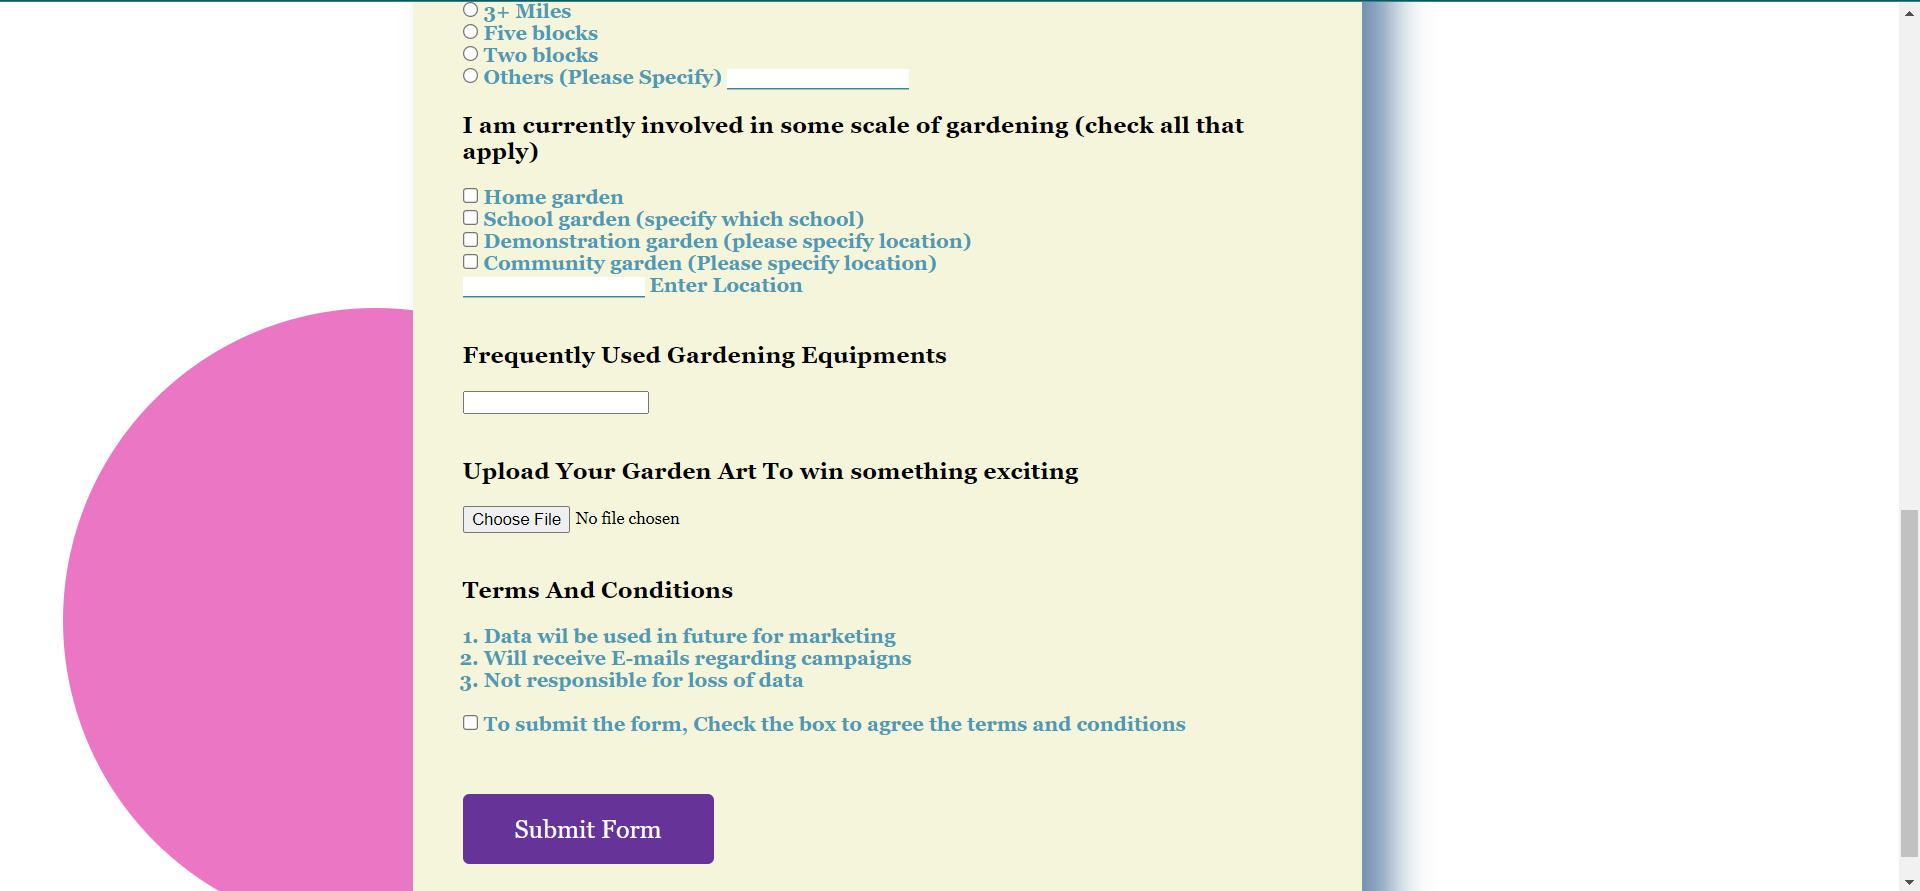 3+ Miles
Five blocks
Two blocks
Others (Please Specify)
I am currently involved in some scale of gardening (check all that
apply)
Home garden
School garden (specify which school)
Demonstration garden (please specify location)
Community garden (Please specify location)
Enter Location
Frequently Used Gardening Equipments
Upload Your Garden Art To win something exciting
Choose File No file chosen
Terms And Conditions
1. Data wil be used in future for marketing
2. Will receive E-mails regarding campaigns
3. Not responsible for loss of data
To submit the form, Check the box to agree the terms and conditions
Submit Form